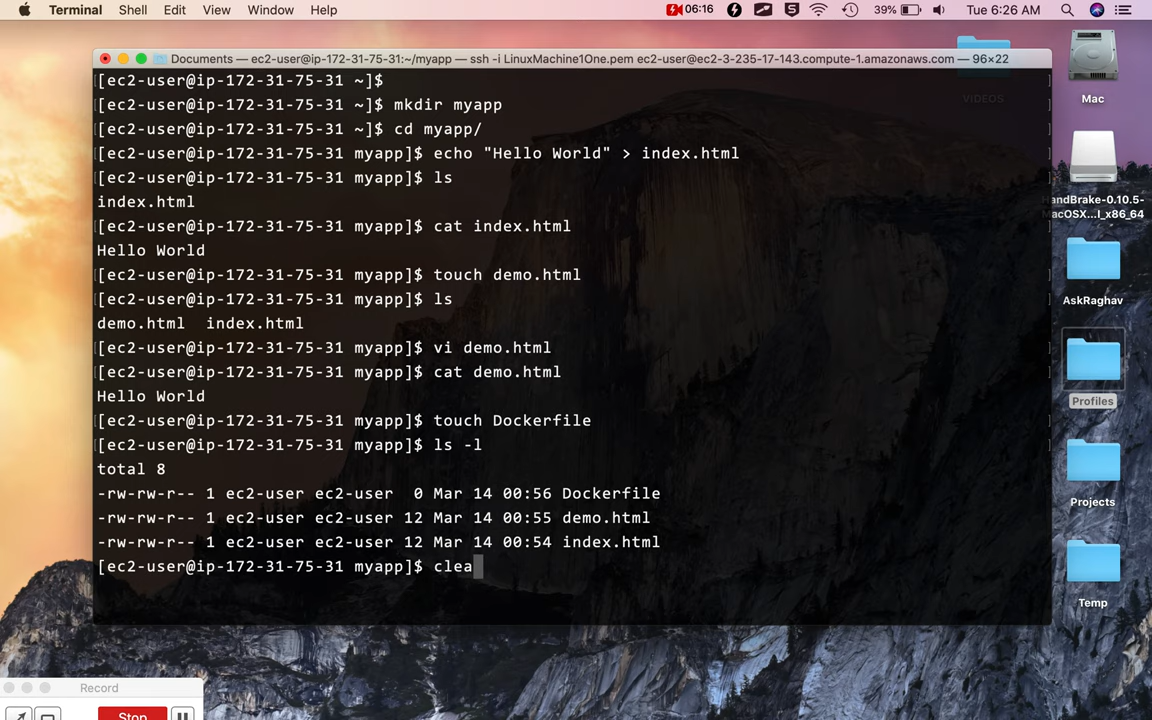 Terminal Shell Edit View Window Help 06:16 39% Tue 6:26 AM
Documents — ec2-user@ip-172-31-75-31:~/myapp — ssh -i LinuxMachine1One.pem ec2-user@ec2-3-235-17-143.compute-1.amazonaws.com — 96×22
[ec2-user@ip-172-31-75-31 ~]$
[ec2-user@ip-172-31-75-31 ~]$ mkdir myapp
[ec2-user@ip-172-31-75-31 ~]$ cd myapp/
[ec2-user@ip-172-31-75-31 myapp]$ echo "Hello World" > index.html
[ec2-user@ip-172-31-75-31 myapp]$ ls
index.html
[ec2-user@ip-172-31-75-31 myapp]$ cat index.html
Hello World
[ec2-user@ip-172-31-75-31 myapp]$ touch demo.html
[ec2-user@ip-172-31-75-31 myapp]$ ls
demo.html  index.html
[ec2-user@ip-172-31-75-31 myapp]$ vi demo.html
[ec2-user@ip-172-31-75-31 myapp]$ cat demo.html
Hello World
[ec2-user@ip-172-31-75-31 myapp]$ touch Dockerfile
[ec2-user@ip-172-31-75-31 myapp]$ ls -l
total 8
-rw-rw-r-- 1 ec2-user ec2-user  0 Mar 14 00:56 Dockerfile
-rw-rw-r-- 1 ec2-user ec2-user 12 Mar 14 00:55 demo.html
-rw-rw-r-- 1 ec2-user ec2-user 12 Mar 14 00:54 index.html
[ec2-user@ip-172-31-75-31 myapp]$ clea
VIDEOS
Mac
HandBrake-0.10.5-
MacOSX...l_x86_64
AskRaghav
Profiles
Projects
Temp
Record
Stop